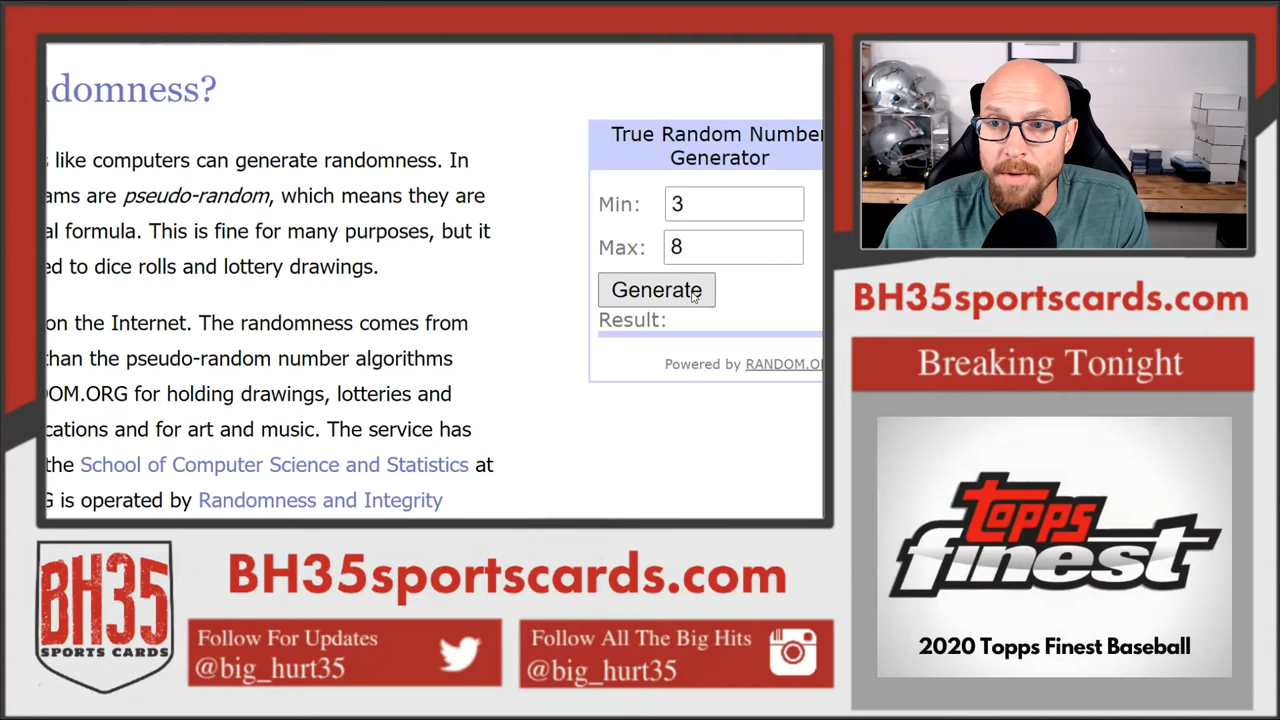 domness?
like computers can generate randomness. In
ams are pseudo-random, which means they are
al formula. This is fine for many purposes, but it
ed to dice rolls and lottery drawings.
on the Internet. The randomness comes from
than the pseudo-random number algorithms
OM.ORG for holding drawings, lotteries and
cations and for art and music. The service has
the School of Computer Science and Statistics at
G is operated by Randomness and Integrity
True Random Number
Generator
Min: 3
Max: 8
Generate
Result:
Powered by RANDOM.O
BH35sportscards.com
Breaking Tonight
topps
finest
2020 Topps Finest Baseball
BH35
SPORTS CARDS
BH35sportscards.com
Follow For Updates
@big_hurt35
Follow All The Big Hits
@big_hurt35